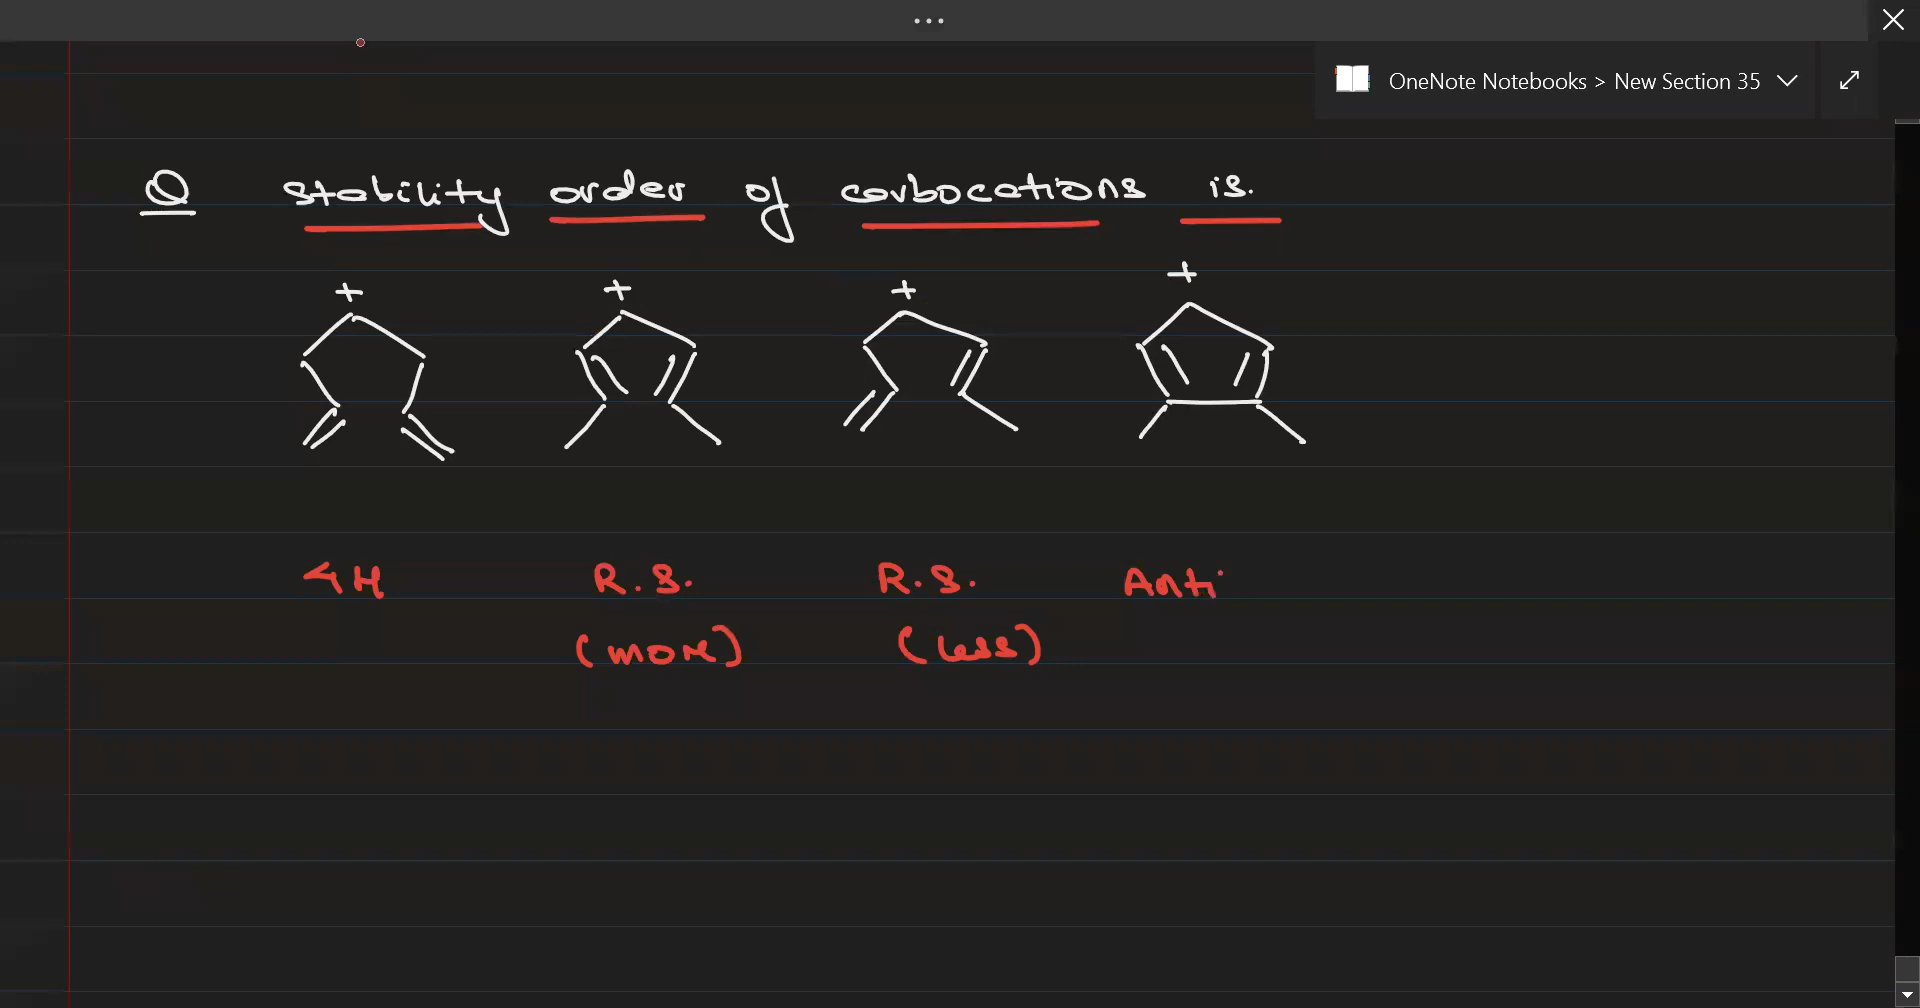 ...
OneNote Notebooks > New Section 35
Q stability order of carbocations is.
+ + + +
4H R.S. R.S. Anti
(more) (less)